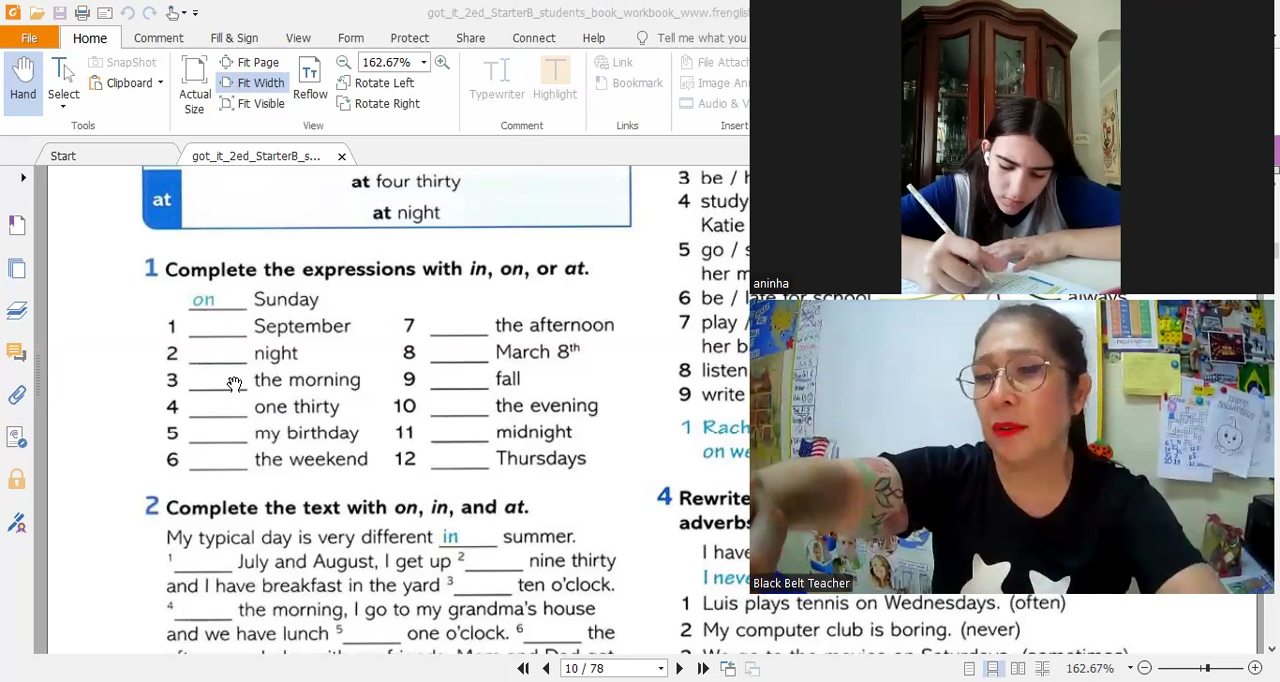 got_it_2ed_StarterB_students_book_workbook_www.frenglish
File Home Comment Fill & Sign View Form Protect Share Connect Help Tell me what you
Hand
Select
SnapShot
Clipboard
Tools
Actual Size
Fit Page
Fit Width
Fit Visible
Reflow
162.67%
Rotate Left
Rotate Right
View
Typewriter
Highlight
Comment
Link
Bookmark
Links
File Attach
Image An
Audio & V
Insert
Start
got_it_2ed_StarterB_s...
at
at four thirty
at night
1 Complete the expressions with in, on, or at.
on Sunday
1 ______ September
2 ______ night
3 ______ the morning
4 ______ one thirty
5 ______ my birthday
6 ______ the weekend
7 ______ the afternoon
8 ______ March 8th
9 ______ fall
10 ______ the evening
11 ______ midnight
12 ______ Thursdays
2 Complete the text with on, in, and at.
My typical day is very different in summer.
1 ______ July and August, I get up 2 ______ nine thirty
and I have breakfast in the yard 3 ______ ten o'clock.
4 ______ the morning, I go to my grandma's house
and we have lunch 5 ______ one o'clock. 6 ______ the
3 be / h
4 study
Katie
5 go / s
her m
6 be / late for school always
7 play /
her b
8 listen
9 write
1 Rach
on we
4 Rewrite
adverbs
I have
I neve
1 Luis plays tennis on Wednesdays. (often)
2 My computer club is boring. (never)
aninha
Black Belt Teacher
10 / 78
162.67%